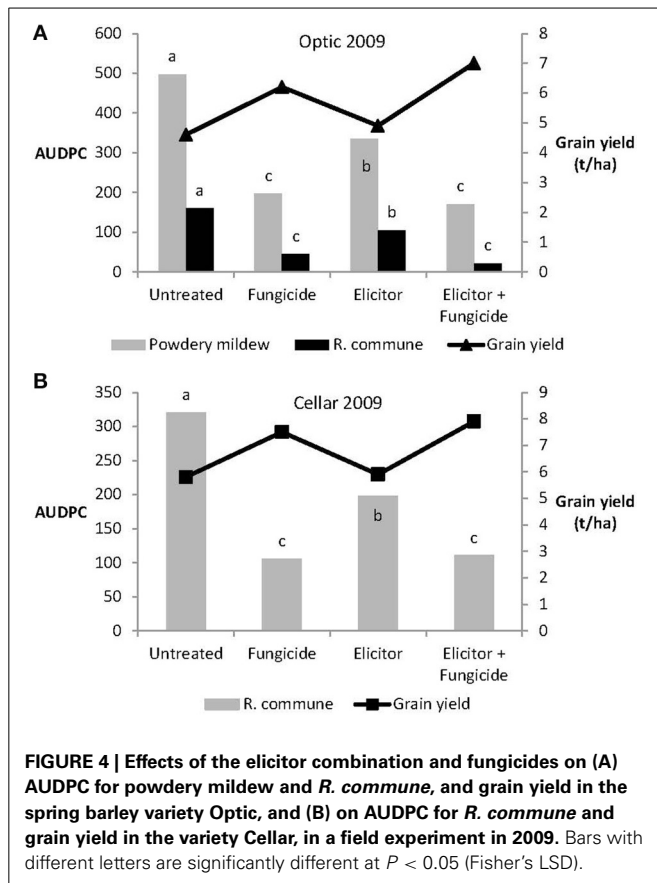 A
Optic 2009
600
500
400
300
200
100
0
AUDPC
8
7
6
5
4
3
2
1
0
Grain yield
(t/ha)
a
a
c
c
b
b
c
c
Untreated Fungicide Elicitor Elicitor +
Fungicide
Powdery mildew R. commune Grain yield
B
Cellar 2009
350
300
250
200
150
100
50
0
AUDPC
9
8
7
6
5
4
3
2
1
0
Grain yield
(t/ha)
a
c
b
c
Untreated Fungicide Elicitor Elicitor +
Fungicide
R. commune Grain yield
FIGURE 4 | Effects of the elicitor combination and fungicides on (A)
AUDPC for powdery mildew and R. commune, and grain yield in the
spring barley variety Optic, and (B) on AUDPC for R. commune and
grain yield in the variety Cellar, in a field experiment in 2009. Bars with
different letters are significantly different at P < 0.05 (Fisher's LSD).